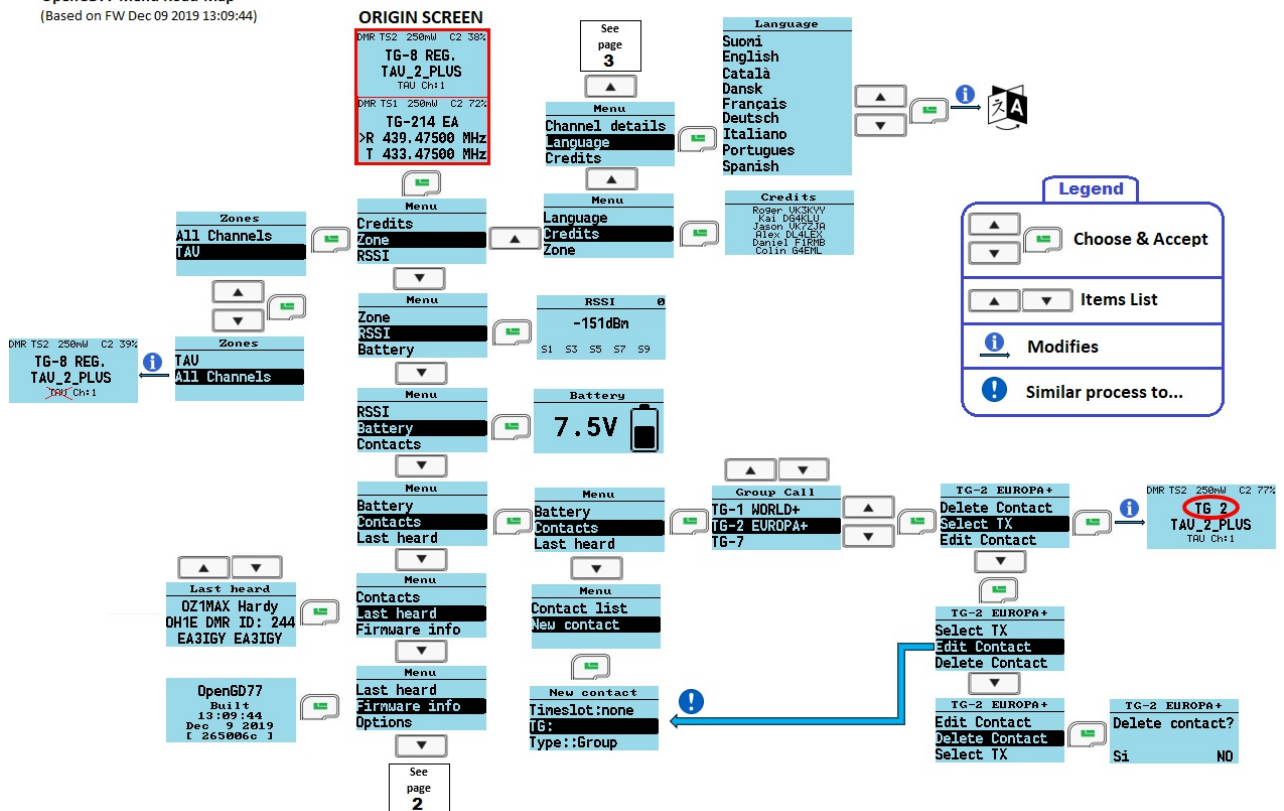 OpenGD77 Menu Road Map
(Based on FW Dec 09 2019 13:09:44)
ORIGIN SCREEN
DMR TS2 250mW C2 38%
TG-8 REG.
TAU_2_PLUS
TAU Ch:1
DMR TS1 250mW C2 72%
TG-214 EA
>R 439.47500 MHz
T 433.47500 MHz
See
page
3
Menu
Channel details
Language
Credits
Language
Suomi
English
Català
Dansk
Français
Deutsch
Italiano
Portugues
Spanish
Menu
Language
Credits
Zone
Credits
Roger VK3KYY
Kai DG4KLU
Jason VK7ZJA
Alex DL4LEX
Daniel F1RMB
Colin G4EML
Legend
Choose & Accept
Items List
Modifies
Similar process to...
Zones
All Channels
TAU
Menu
Credits
Zone
RSSI
Zones
TAU
All Channels
DMR TS2 250mW C2 39%
TG-8 REG.
TAU_2_PLUS
TAU Ch:1
Menu
Zone
RSSI
Battery
RSSI 0
-151dBm
S1 S3 S5 S7 S9
Menu
RSSI
Battery
Contacts
Battery
7.5V
Menu
Battery
Contacts
Last heard
Menu
Battery
Contacts
Last heard
Group Call
TG-1 WORLD+
TG-2 EUROPA+
TG-7
TG-2 EUROPA+
Delete Contact
Select TX
Edit Contact
DMR TS2 250mW C2 77%
TG 2
TAU_2_PLUS
TAU Ch:1
Last heard
OZ1MAX Hardy
OH1E DMR ID: 244
EA3IGY EA3IGY
Menu
Contacts
Last heard
Firmware info
Menu
Contact list
New contact
TG-2 EUROPA+
Select TX
Edit Contact
Delete Contact
OpenGD77
Built
13:09:44
Dec 9 2019
[ 265006c ]
Menu
Last heard
Firmware info
Options
New contact
Timeslot:none
TG:
Type::Group
TG-2 EUROPA+
Edit Contact
Delete Contact
Select TX
TG-2 EUROPA+
Delete contact?
Si NO
See
page
2